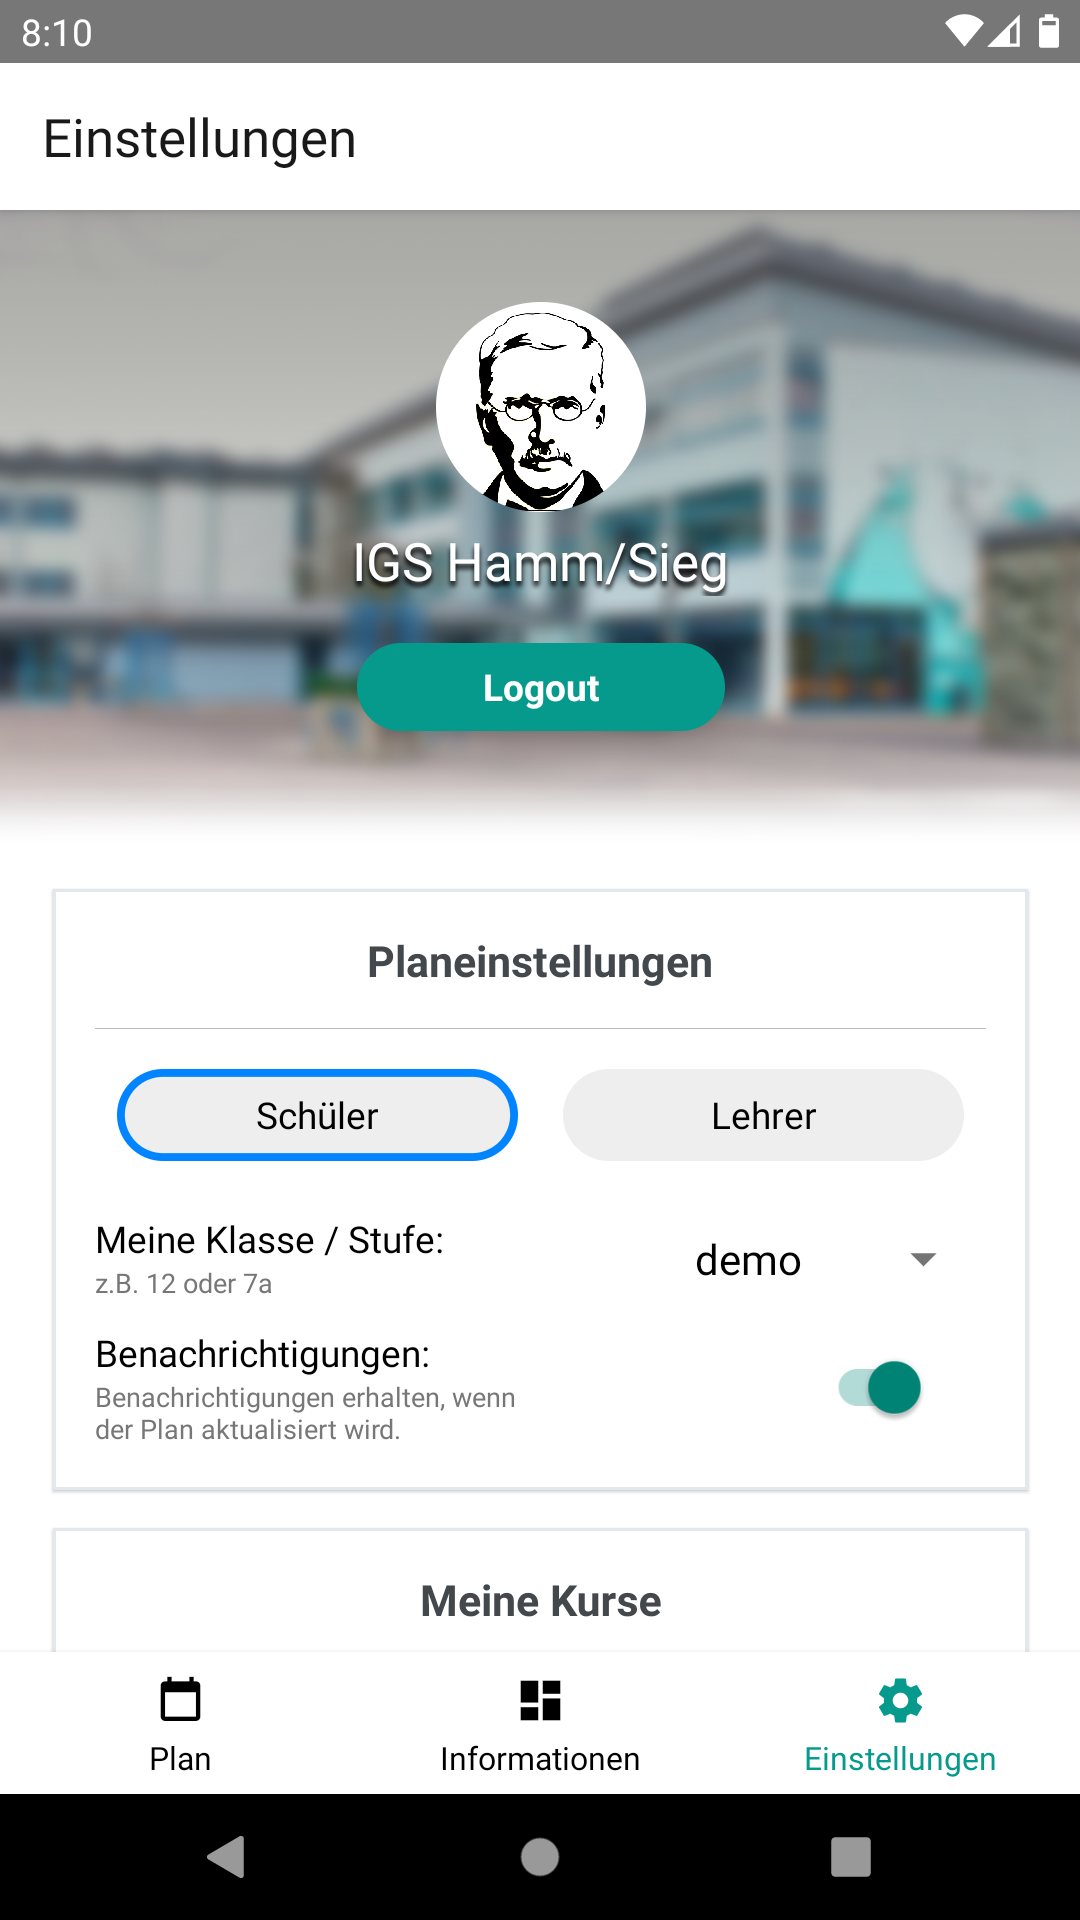 8:10
Einstellungen
IGS Hamm/Sieg
Logout
Planeinstellungen
Schüler
Lehrer
Meine Klasse / Stufe:
z.B. 12 oder 7a
demo
Benachrichtigungen:
Benachrichtigungen erhalten, wenn
der Plan aktualisiert wird.
Meine Kurse
Plan
Informationen
Einstellungen